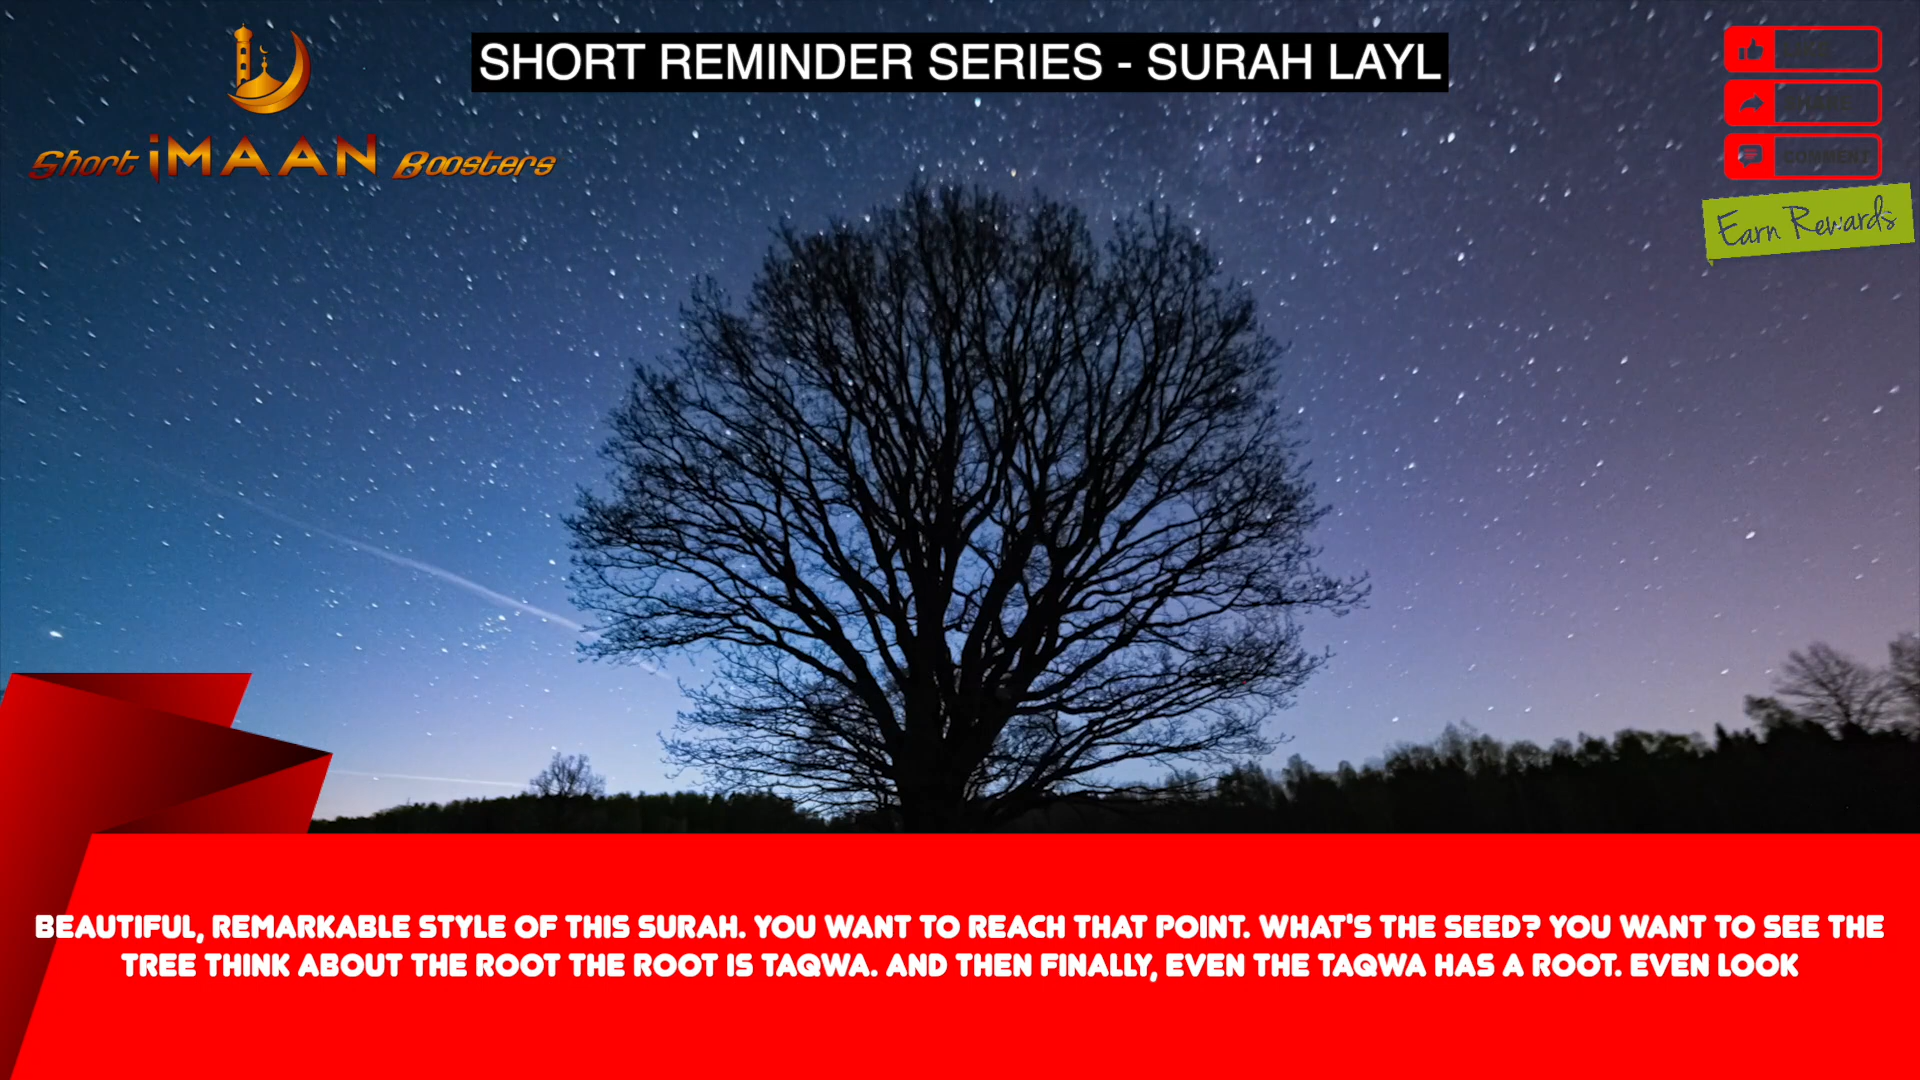 SHORT REMINDER SERIES - SURAH LAYL
Short iMAAN Boosters
COMMENT
Earn Rewards
BEAUTIFUL, REMARKABLE STYLE OF THIS SURAH. YOU WANT TO REACH THAT POINT. WHAT'S THE SEED? YOU WANT TO SEE THE
TREE THINK ABOUT THE ROOT THE ROOT IS TAQWA. AND THEN FINALLY, EVEN THE TAQWA HAS A ROOT. EVEN LOOK